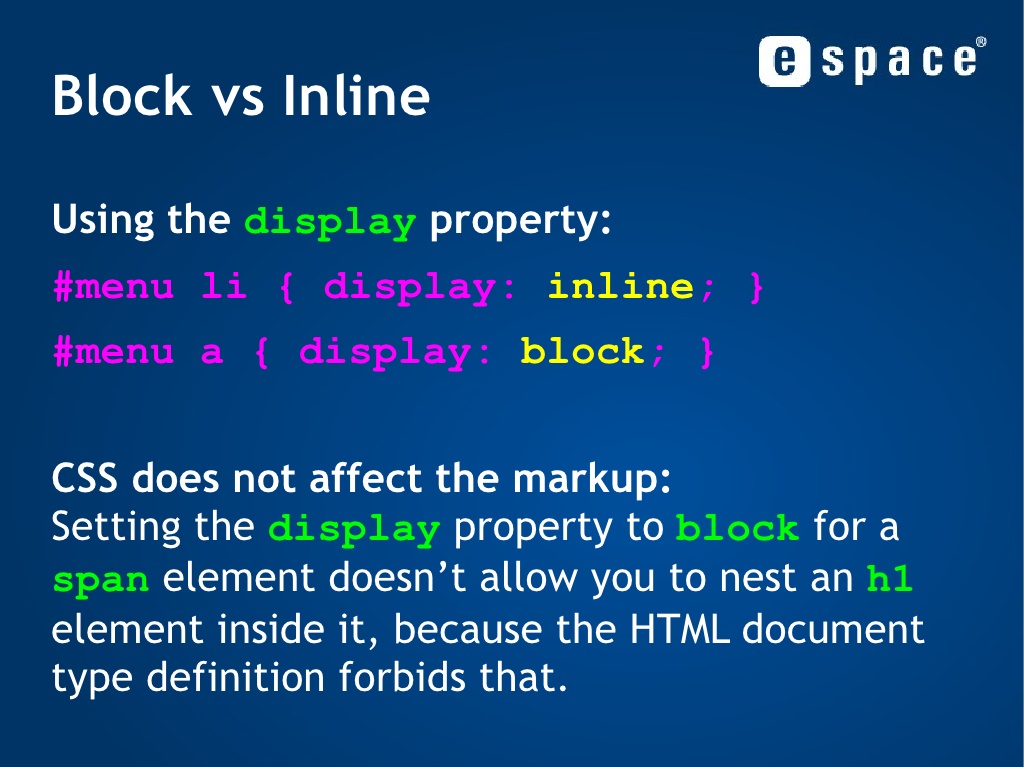 e space®
Block vs Inline
Using the display property:
#menu li { display: inline; }
#menu a { display: block; }
CSS does not affect the markup:
Setting the display property to block for a
span element doesn’t allow you to nest an h1
element inside it, because the HTML document
type definition forbids that.